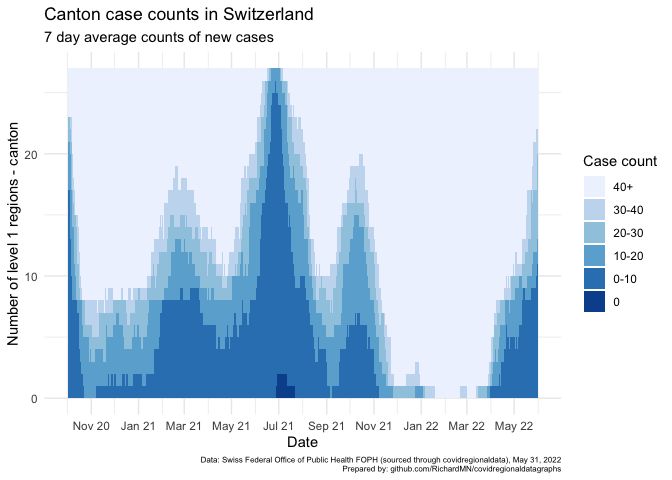 Canton case counts in Switzerland
7 day average counts of new cases
Number of level 1 regions - canton
20
10
0
Nov 20 Jan 21 Mar 21 May 21 Jul 21 Sep 21 Nov 21 Jan 22 Mar 22 May 22
Date
Case count
40+
30-40
20-30
10-20
0-10
0
Data: Swiss Federal Office of Public Health FOPH (sourced through covidregionaldata), May 31, 2022
Prepared by: github.com/RichardMN/covidregionaldatagraphs